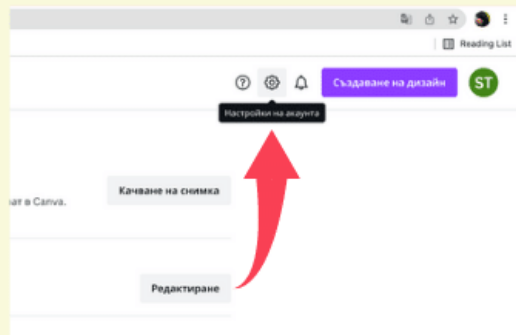 Reading List
Създаване на дизайн
ST
Настройки на акаунта
Качване на снимка
ат в Canva.
Редактиране